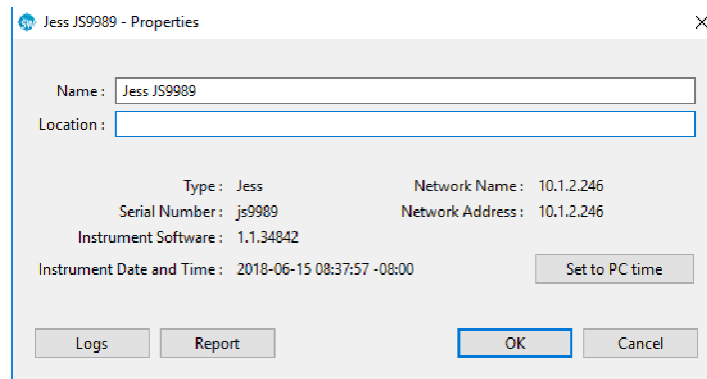 SW Jess JS9989 - Properties
Name : Jess JS9989
Location :
Type : Jess Network Name : 10.1.2.246
Serial Number : js9989 Network Address : 10.1.2.246
Instrument Software : 1.1.34842
Instrument Date and Time : 2018-06-15 08:37:57 -08:00 Set to PC time
Logs Report OK Cancel